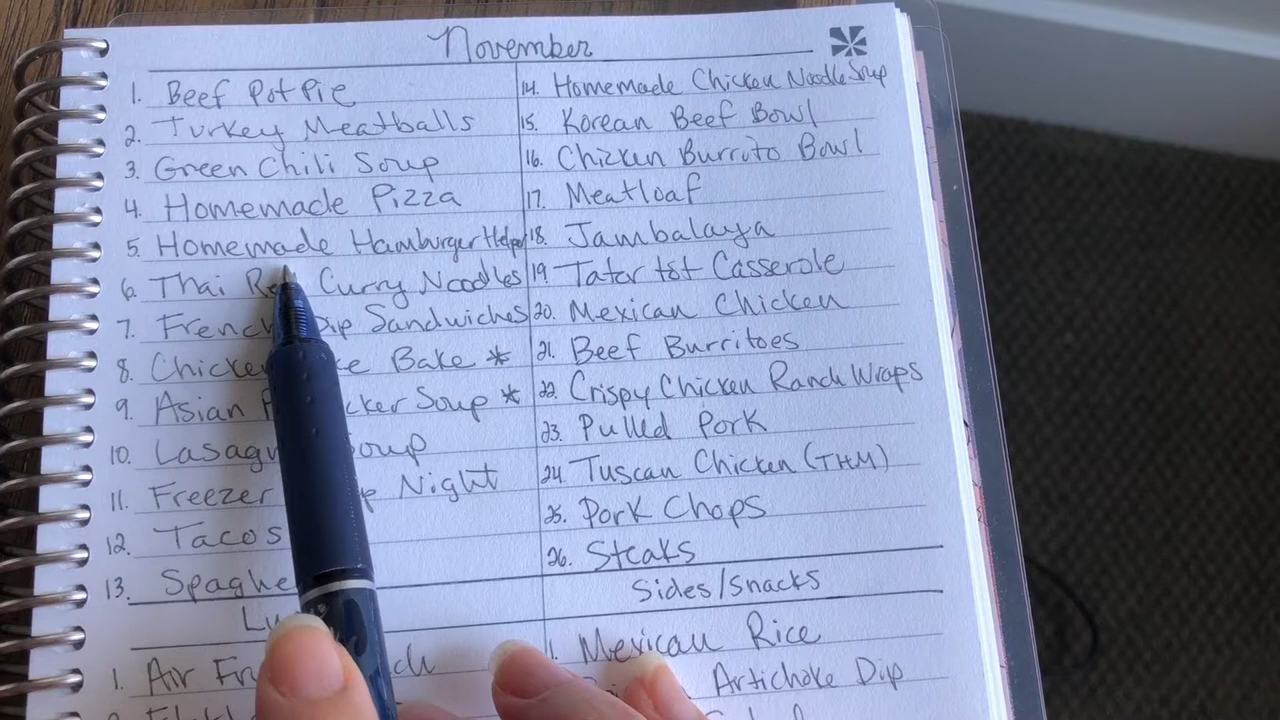 November
1. Beef Pot Pie
2. Turkey Meatballs
3. Green Chili Soup
4. Homemade Pizza
5. Homemade Hamburger Helper
6. Thai Curry Noodles
7. French Dip Sandwiches
8. Bake *
9. Asian Soup *
10. Soup
11. Freezer Night
12. Tacos
13.
1. Air
14. Homemade Chicken Noodle Soup
15. Korean Beef Bowl
16. Chicken Burrito Bowl
17. Meatloaf
18. Jambalaya
19. Tatar tot Casserole
20. Mexican Chicken
21. Beef Burritoes
22. Crispy Chicken Ranch Wraps
23. Pulled Pork
24. Tuscan Chicken (THM)
25. Pork Chops
26. Steaks
Sides/Snacks
1. Mexican Rice
Artichoke Dip